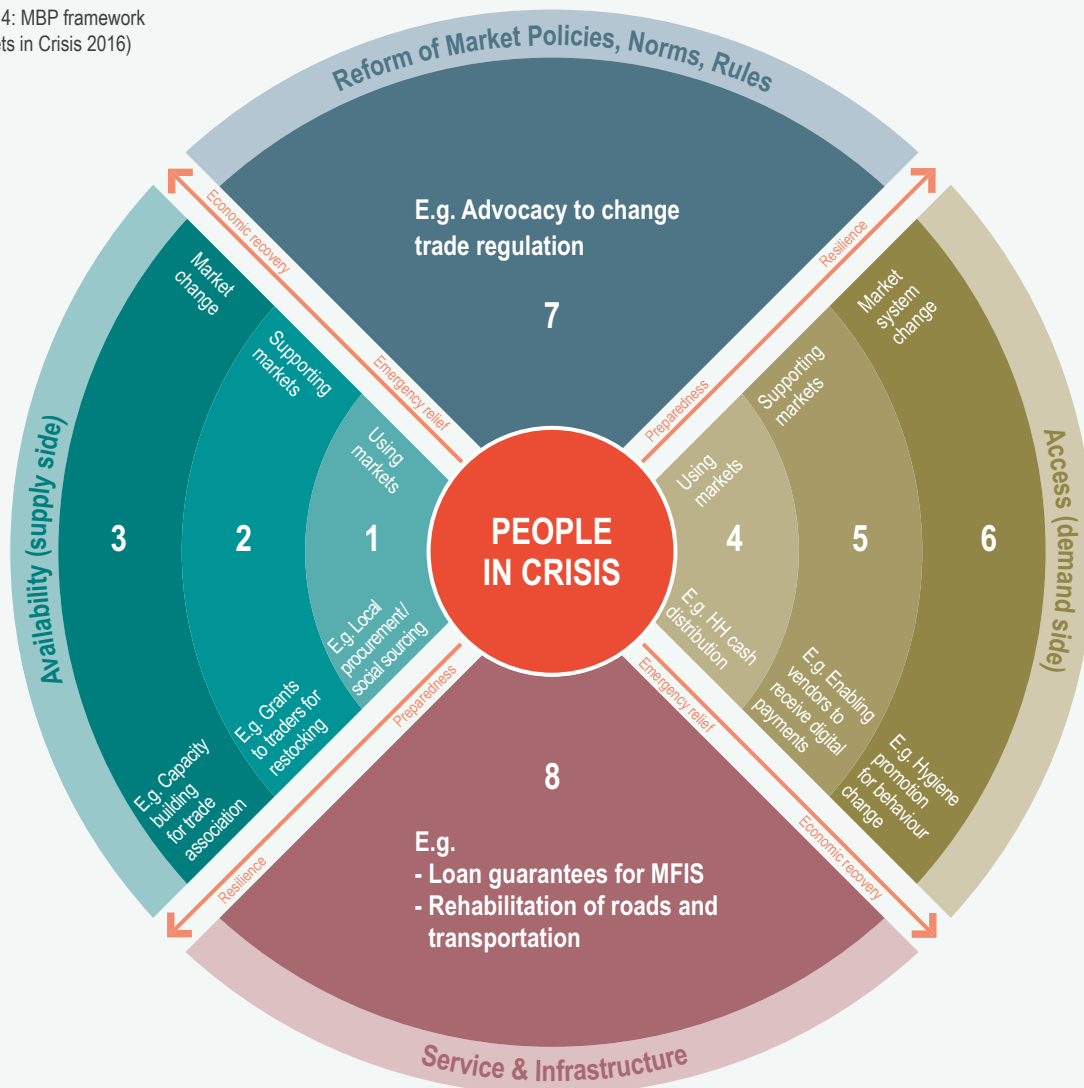 4: MBP framework
ts in Crisis 2016)
Reform of Market Policies, Norms, Rules
E.g. Advocacy to change
trade regulation
7
Economic recovery
Emergency relief
Resilience
Preparedness
Availability (supply side)
Market
change
3
E.g. Capacity
building
for trade
association
Supporting
markets
2
E.g. Grants
to traders for
restocking
Using
markets
1
E.g. Local
procurement/
social sourcing
PEOPLE
IN CRISIS
Using
markets
4
E.g. HH cash
distribution
Supporting
markets
5
E.g. Enabling
vendors to
receive digital
payments
Market
system
change
6
E.g. Hygiene
promotion
for behaviour
change
Access (demand side)
Preparedness
Resilience
Emergency relief
Economic recovery
8
E.g.
- Loan guarantees for MFIS
- Rehabilitation of roads and
transportation
Service & Infrastructure